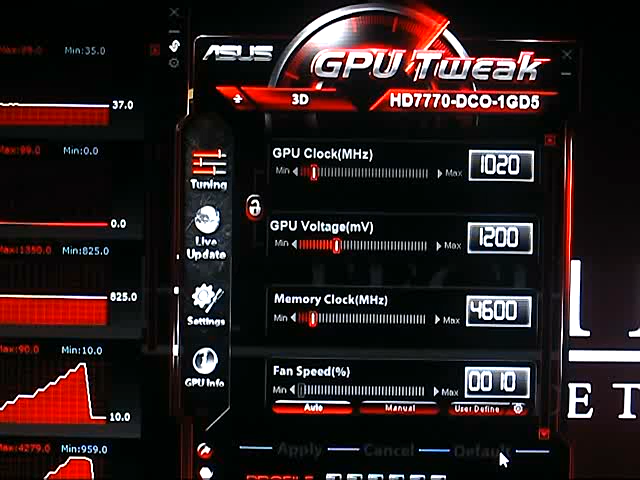 Max:89.0 Min:35.0
37.0
Max:99.0 Min:0.0
0.0
Max:1350.0 Min:825.0
825.0
Max:90.0 Min:10.0
10.0
Max:4279.0 Min:959.0
ASUS
GPU Tweak
3D HD7770-DCO-1GD5
Tuning
Live
Update
Settings
GPU Info
GPU Clock(MHz)
Min Max 1020
GPU Voltage(mV)
Min Max 1200
Memory Clock(MHz)
Min Max 4600
Fan Speed(%)
Min Max 0010
Auto Manual User Define
Apply Cancel Default
PROFILE
E T